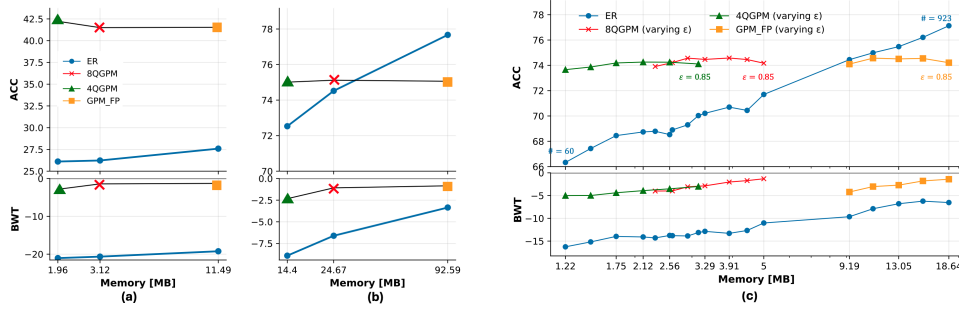 42.5
40.0
37.5
35.0
32.5
30.0
27.5
25.0
ACC
ER
8QGPM
4QGPM
GPM_FP
0
−10
−20
BWT
1.96 3.12 11.49
Memory [MB]
(a)
78
76
74
72
70
0.0
−2.5
−5.0
−7.5
14.4 24.67 92.59
Memory [MB]
(b)
78
76
74
72
70
68
66
ACC
ER
8QGPM (varying ε)
4QGPM (varying ε)
GPM_FP (varying ε)
# = 923
ε = 0.85
ε = 0.85
ε = 0.85
# = 60
0
−5
−10
−15
BWT
1.22 1.75 2.12 2.56 3.29 3.91 5 9.19 13.05 18.64
Memory [MB]
(c)